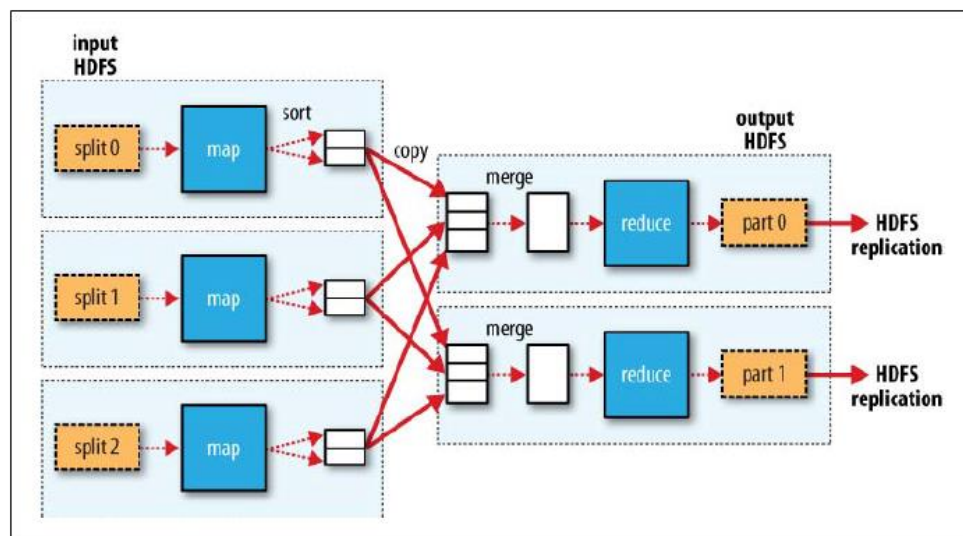 input
HDFS
split 0
map
sort
copy
split 1
map
split 2
map
output
HDFS
merge
reduce
part 0
HDFS
replication
merge
reduce
part 1
HDFS
replication